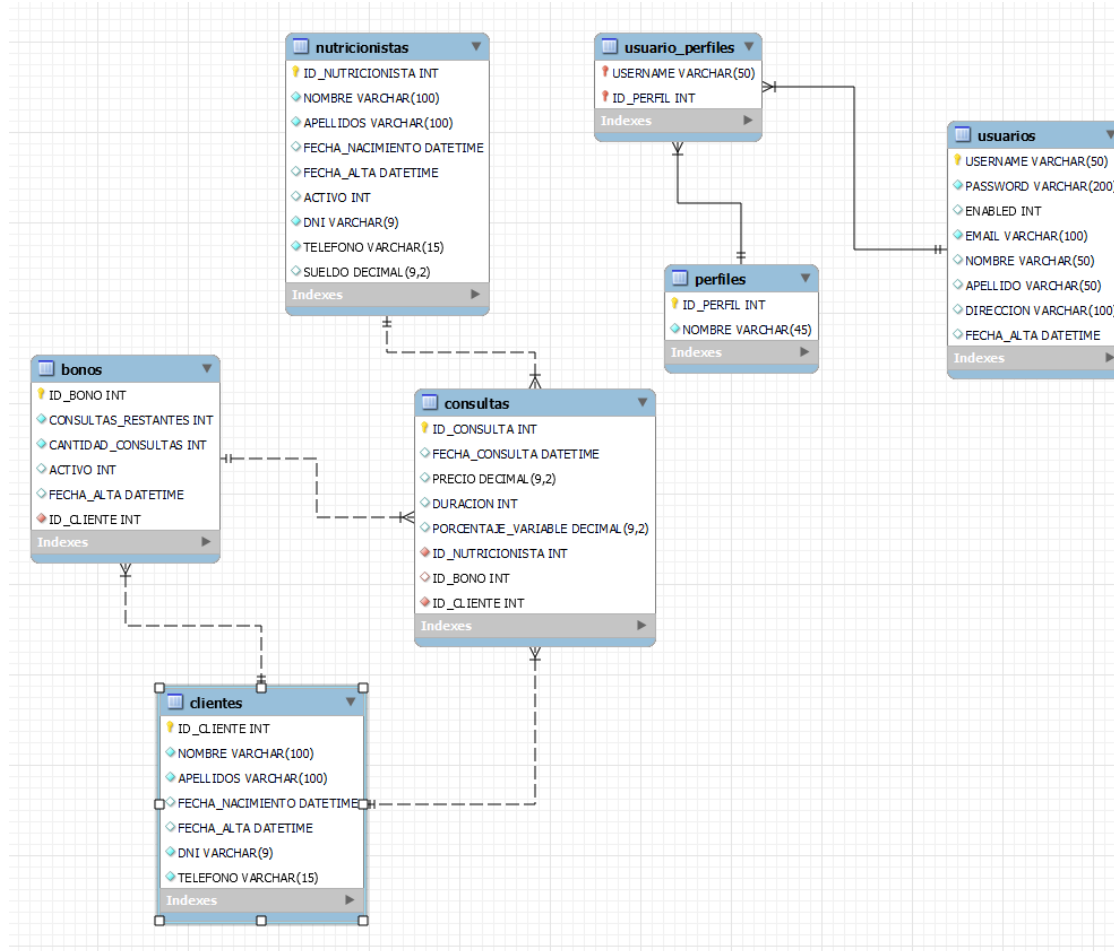 nutricionistas
ID_NUTRICIONISTA INT
NOMBRE VARCHAR(100)
APELLIDOS VARCHAR(100)
FECHA_NACIMIENTO DATETIME
FECHA_ALTA DATETIME
ACTIVO INT
DNI VARCHAR(9)
TELEFONO VARCHAR(15)
SUELDO DECIMAL(9,2)
Indexes
usuario_perfiles
USERNAME VARCHAR(50)
ID_PERFIL INT
Indexes
usuarios
USERNAME VARCHAR(50)
PASSWORD VARCHAR(200)
ENABLED INT
EMAIL VARCHAR(100)
NOMBRE VARCHAR(50)
APELLIDO VARCHAR(50)
DIRECCION VARCHAR(100)
FECHA_ALTA DATETIME
Indexes
perfiles
ID_PERFIL INT
NOMBRE VARCHAR(45)
Indexes
bonos
ID_BONO INT
CONSULTAS_RESTANTES INT
CANTIDAD_CONSULTAS INT
ACTIVO INT
FECHA_ALTA DATETIME
ID_CLIENTE INT
Indexes
consultas
ID_CONSULTA INT
FECHA_CONSULTA DATETIME
PRECIO DECIMAL(9,2)
DURACION INT
PORCENTAJE_VARIABLE DECIMAL(9,2)
ID_NUTRICIONISTA INT
ID_BONO INT
ID_CLIENTE INT
Indexes
clientes
ID_CLIENTE INT
NOMBRE VARCHAR(100)
APELLIDOS VARCHAR(100)
FECHA_NACIMIENTO DATETIME
FECHA_ALTA DATETIME
DNI VARCHAR(9)
TELEFONO VARCHAR(15)
Indexes